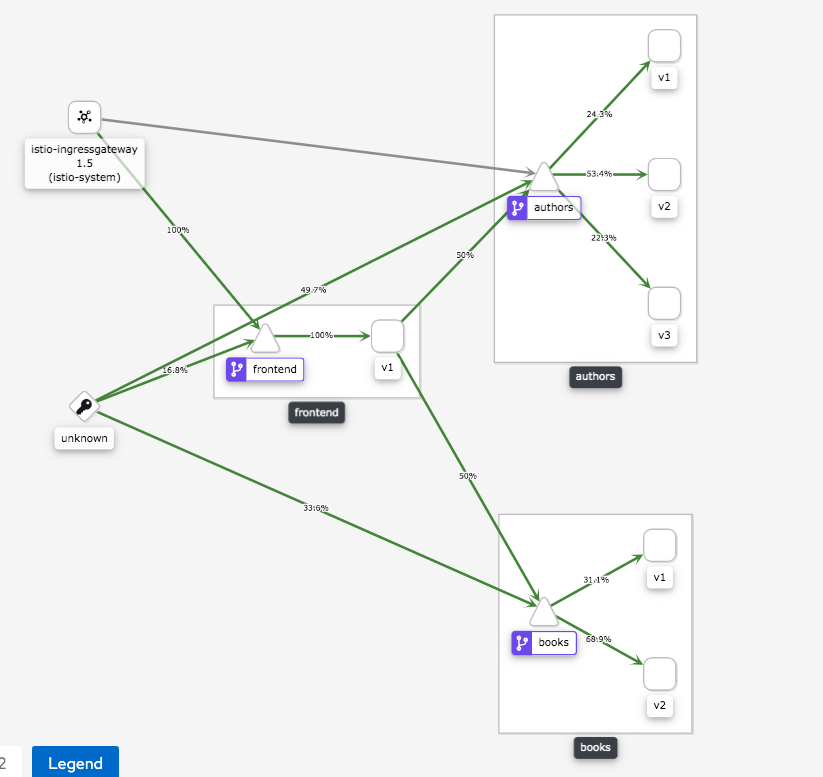 v1
24.3%
istio-ingressgateway
1.5
(istio-system)
53.4%
v2
authors
100%
22.3%
50%
49.7%
100%
v3
16.8%
frontend
v1
authors
frontend
unknown
50%
33.6%
31.1%
v1
books
68.9%
v2
books
2
Legend